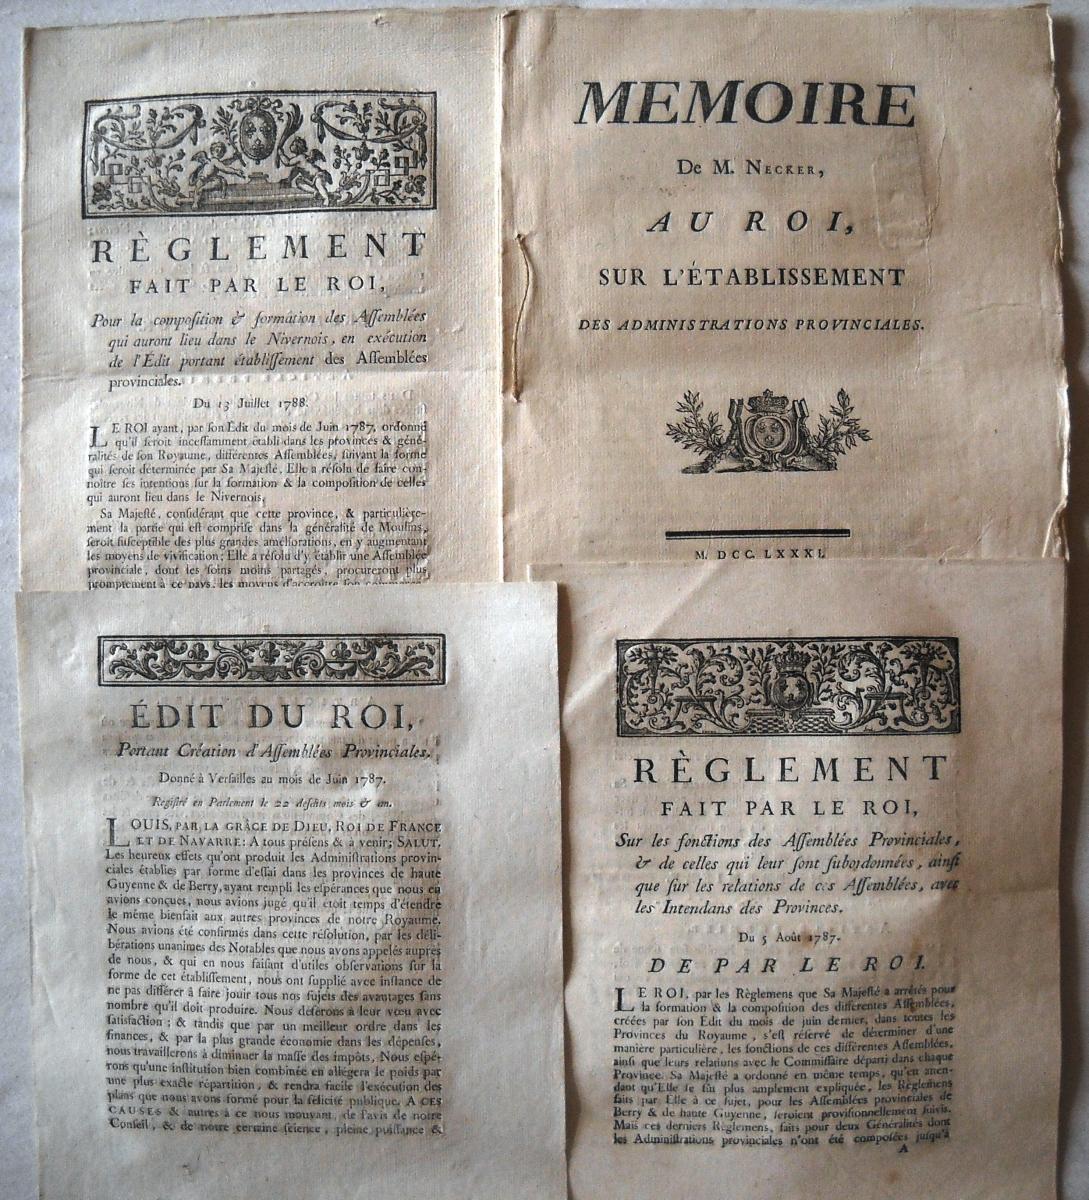 RÈGLEMENT
FAIT PAR LE ROI,
Pour la compoſition & formation des Aſſemblées
qui auront lieu dans le Nivernois, en exécution
de l'Édit portant établiſſement des Aſſemblées
provinciales.
Du 13 Juillet 1788.
LE ROI ayant, par ſon Édit du mois de Juin 1787, ordonné
qu'il ſeroit inceſſamment établi dans les provinces & géné-
ralités de ſon Royaume, différentes Aſſemblées, ſuivant la forme
qui ſeroit déterminée par Sa Majeſté, Elle a réſolu de faire con-
noître ſes intentions ſur la formation & la compoſition de celles
qui auront lieu dans le Nivernois,
Sa Majeſté, conſidérant que cette province, & particulière-
ment la partie qui eſt compriſe dans la généralité de Moulins,
ſeroit ſuſceptible des plus grandes améliorations, en y augmentant
les moyens de vivification; Elle a réſolu d'y établir une Aſſemblée
provinciale, dont les ſoins moins partagés, procureront plus
promptement à ce pays, les moyens d'accroître ſon
MEMOIRE
De M. NECKER,
AU ROI,
SUR L'ÉTABLISSEMENT
DES ADMINISTRATIONS PROVINCIALES.
M. DCC. LXXXI.
ÉDIT DU ROI,
Portant Création d'Aſſemblées Provinciales.
Donné à Verſailles au mois de Juin 1787.
Regiſtré en Parlement le 22 deſdits mois & an.
LOUIS, PAR LA GRÂCE DE DIEU, ROI DE FRANCE
ET DE NAVARRE: A tous préſens & à venir; SALUT.
Les heureux effets qu'ont produit les Adminiſtrations provin-
ciales établies par forme d'eſſai dans les provinces de haute
Guyenne & de Berry, ayant rempli les eſpérances que nous en
avions conçues, nous avons jugé qu'il étoit temps d'étendre
le même bienfait aux autres provinces de notre Royaume.
Nous avions été confirmés dans cette réſolution, par les déli-
bérations unanimes des Notables que nous avons appelés auprès
de nous, & qui en nous faiſant d'utiles obſervations ſur la
forme de cet établiſſement, nous ont ſupplié avec inſtance de
ne pas différer à faire jouir tous nos ſujets des avantages ſans
nombre qu'il doit produire. Nous déférons à leur vœu avec
ſatisfaction; & tandis que par un meilleur ordre dans les
finances, & par la plus grande économie dans les dépenſes,
nous travaillerons à diminuer la maſſe des impôts, Nous eſpé-
rons qu'une inſtitution bien combinée en allègera le poids par
une plus exacte répartition, & rendra facile l'exécution des
plans que nous avons formé pour la félicité publique. A CES
CAUSES & autres à ce nous mouvant, de l'avis de notre
Conſeil, & de notre certaine ſcience, pleine puiſſance &
RÈGLEMENT
FAIT PAR LE ROI,
Sur les fonctions des Aſſemblées Provinciales,
& de celles qui leur ſont ſubordonnées, ainſi
que ſur les relations de ces Aſſemblées, avec
les Intendans des Provinces.
Du 5 Août 1787.
DE PAR LE ROI.
LE ROI, par les Règlemens que Sa Majeſté a arrêtés pour
la formation & la compoſition des différentes Aſſemblées,
créées par ſon Édit du mois de juin dernier, dans toutes les
Provinces du Royaume, s'eſt réſervé de déterminer d'une
manière particulière, les fonctions de ces différentes Aſſemblées,
ainſi que leurs relations avec le Commiſſaire départi dans chaque
Province. Sa Majeſté a ordonné en même temps, qu'en atten-
dant qu'Elle ſe fût plus amplement expliquée, les Règlemens
faits par Elle à ce ſujet, pour les Aſſemblées provinciales de
Berry & de haute Guyenne, ſeroient proviſionnellement ſuivis.
Mais ces derniers Règlemens, faits pour deux Généralités dont
les Adminiſtrations provinciales n'ont été compoſées juſqu'à
A